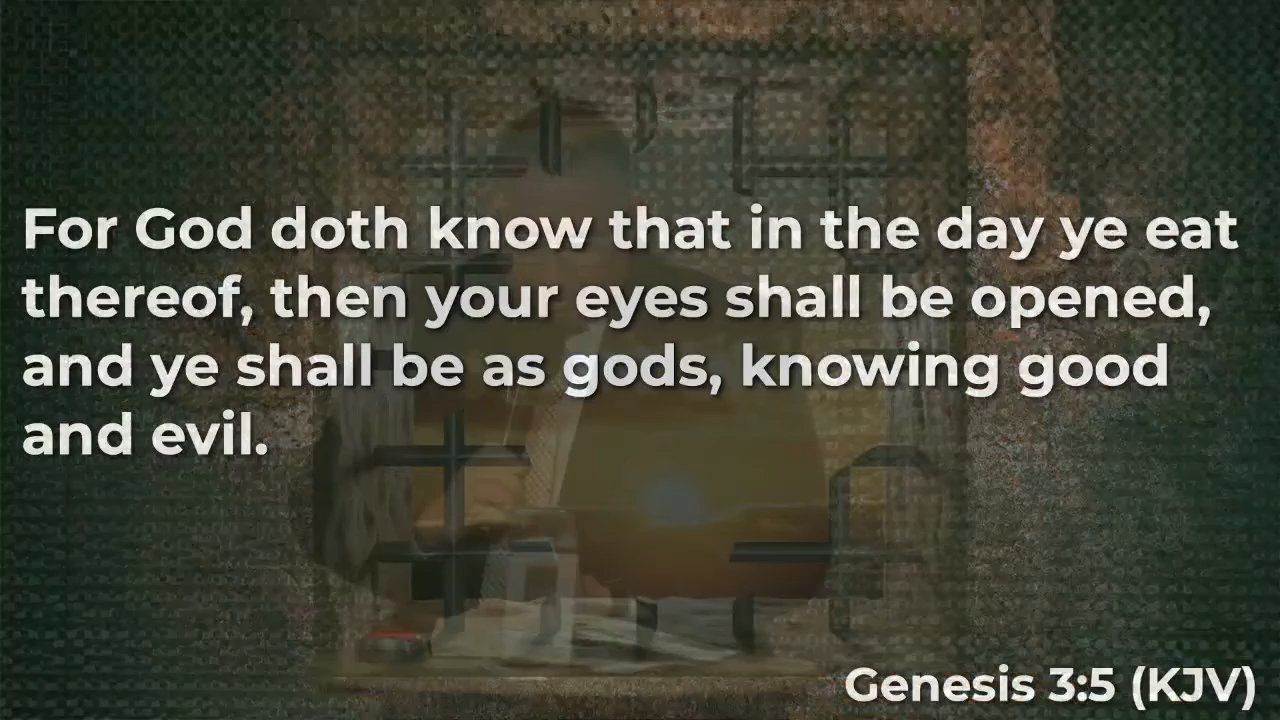 For God doth know that in the day ye eat
thereof, then your eyes shall be opened,
and ye shall be as gods, knowing good
and evil.
Genesis 3:5 (KJV)